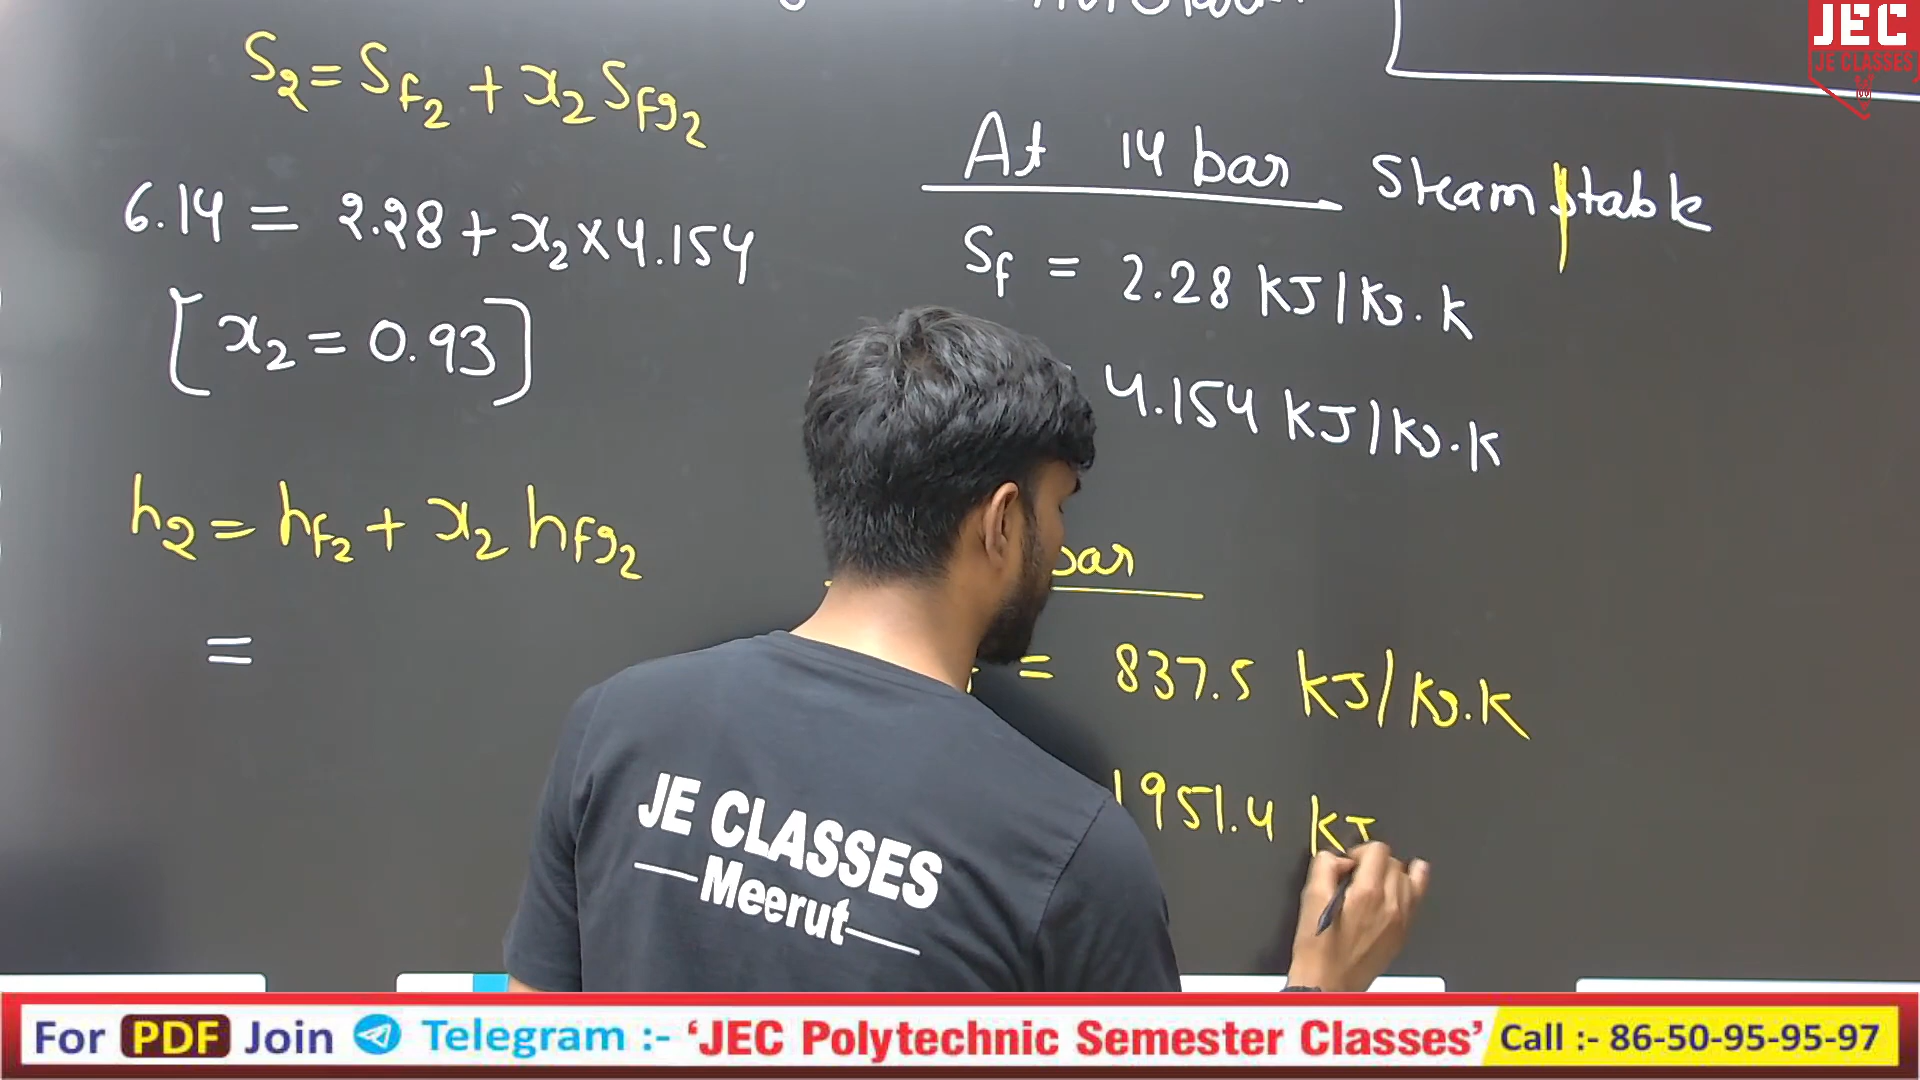 JEC
JE CLASSES
S2 = Sf2 + x2 Sfg2
6.14 = 2.28 + x2 × 4.154
[x2 = 0.93]
h2 = hf2 + x2 hfg2
=
At 14 bar Steam table
Sf = 2.28 KJ/Kg.K
4.154 KJ/Kg.K
bar
= 837.5 KJ/Kg.K
1951.4 KJ
JE CLASSES
Meerut
For PDF Join Telegram :- 'JEC Polytechnic Semester Classes' Call :- 86-50-95-95-97